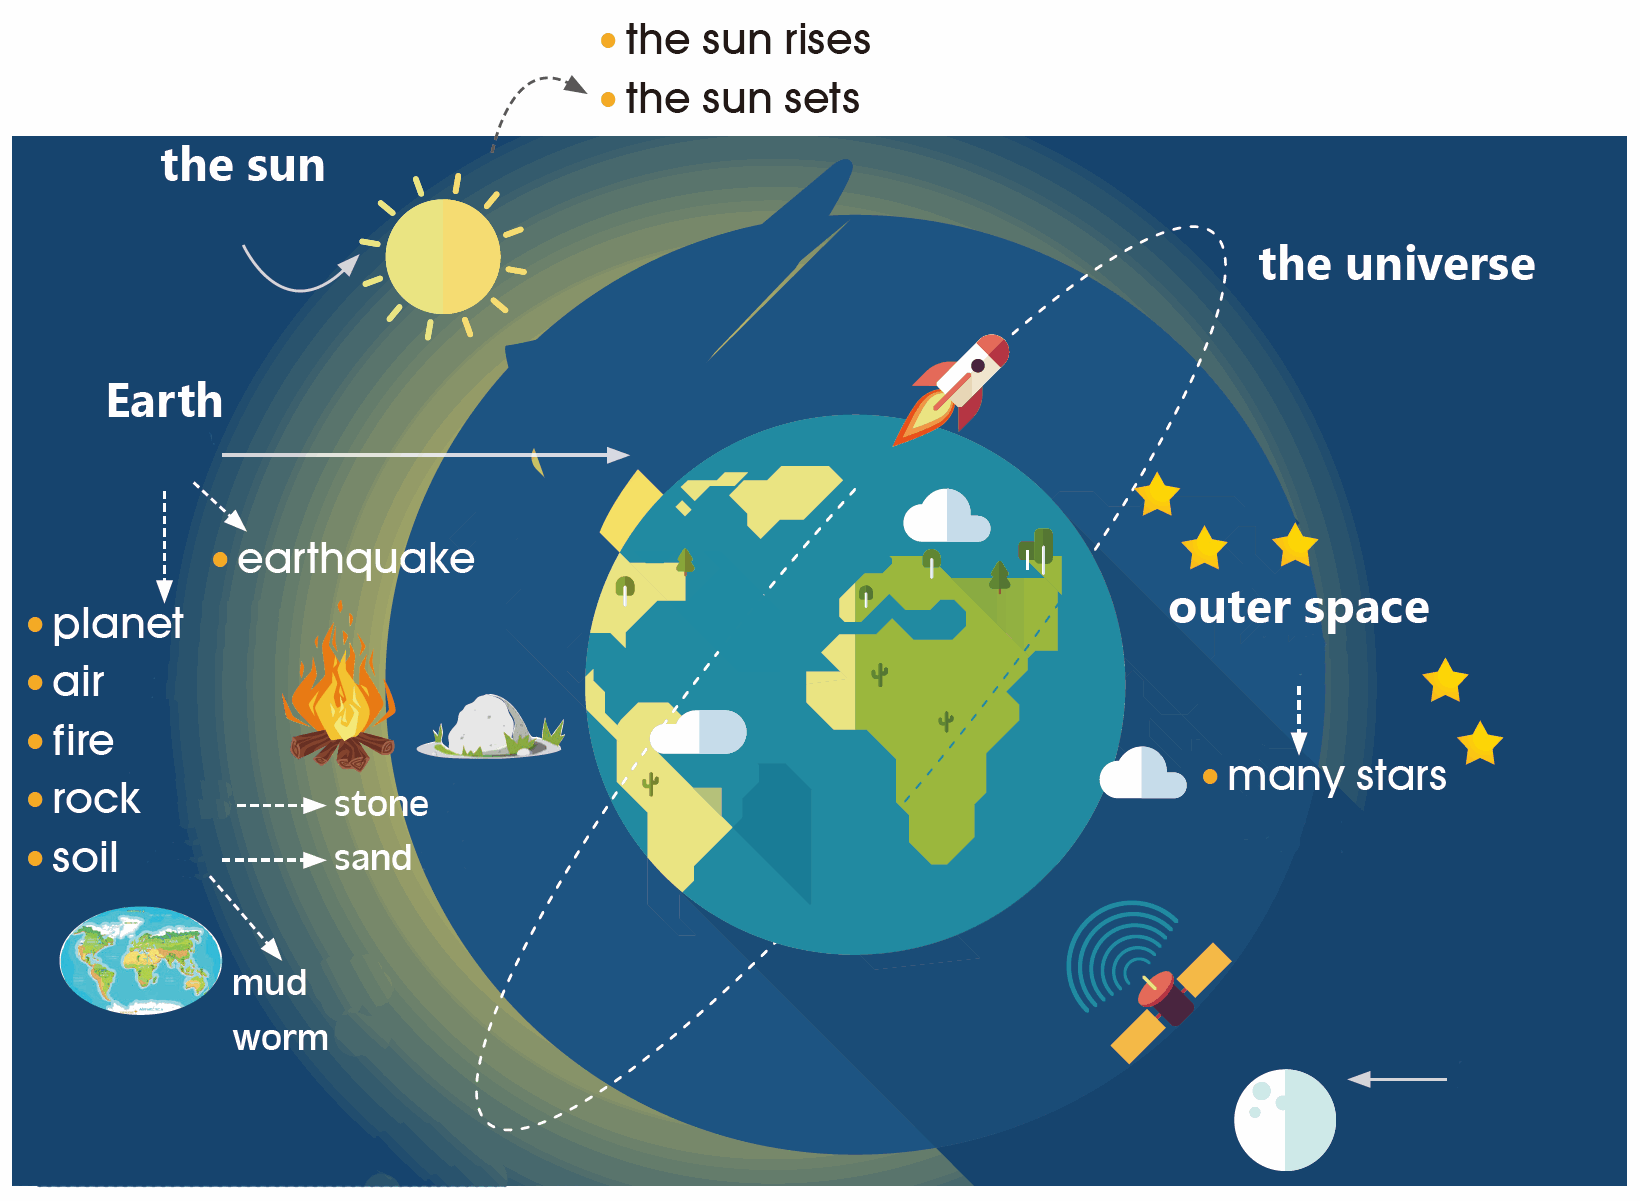 • the sun rises
• the sun sets
the sun
the universe
Earth
• earthquake
• planet
• air
• fire
• rock
stone
• soil
sand
mud
worm
outer space
• many stars